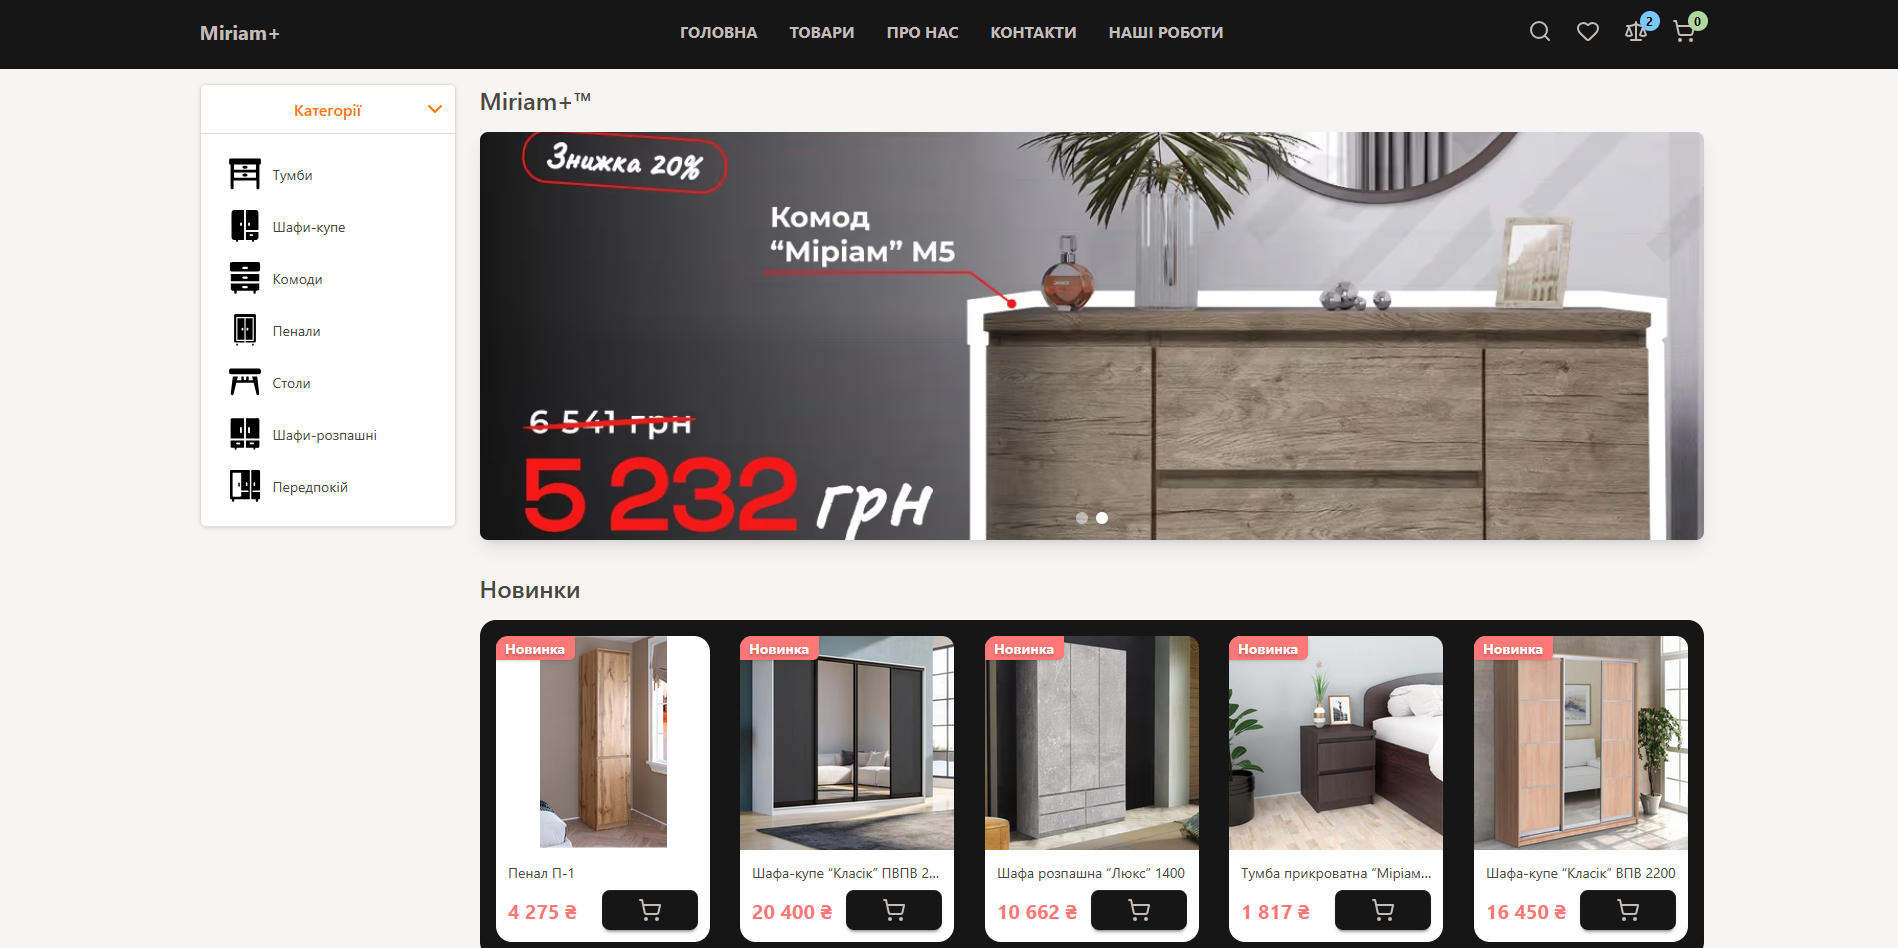 Miriam+
ГОЛОВНА
ТОВАРИ
ПРО НАС
КОНТАКТИ
НАШІ РОБОТИ
2
0
Категорії
Тумби
Шафи-купе
Комоди
Пенали
Столи
Шафи-розпашні
Передпокій
Miriam+™
Знижка 20%
Комод
“Міріам” М5
6 541 грн
5 232 грн
Новинки
Новинка
Пенал П-1
4 275 ₴
Новинка
Шафа-купе “Класік” ПВПВ 2...
20 400 ₴
Новинка
Шафа розпашна “Люкс” 1400
10 662 ₴
Новинка
Тумба прикроватна “Міріам...
1 817 ₴
Новинка
Шафа-купе “Класік” ВПВ 2200
16 450 ₴